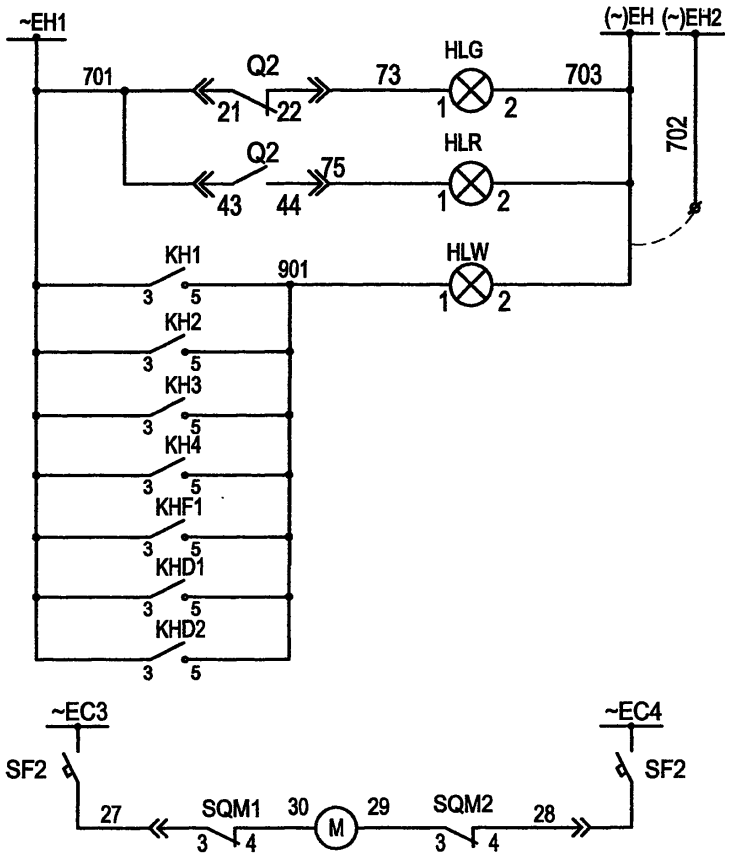 ~EH1 (~)EH (~)EH2
701 Q2 73 HLG 703
21 22 1 2
702
Q2 75 HLR
43 44 1 2
KH1 901 HLW
3 5 1 2
KH2
3 5
KH3
3 5
KH4
3 5
KHF1
3 5
KHD1
3 5
KHD2
3 5
~EC3 ~EC4
SF2 SF2
27 SQM1 30 29 SQM2 28
3 4 M 3 4